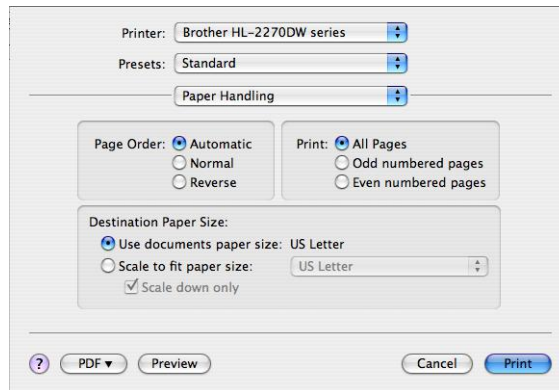 Printer: Brother HL-2270DW series
Presets: Standard
Paper Handling
Page Order: Automatic
Normal
Reverse
Print: All Pages
Odd numbered pages
Even numbered pages
Destination Paper Size:
Use documents paper size: US Letter
Scale to fit paper size: US Letter
Scale down only
? PDF ▼ Preview Cancel Print